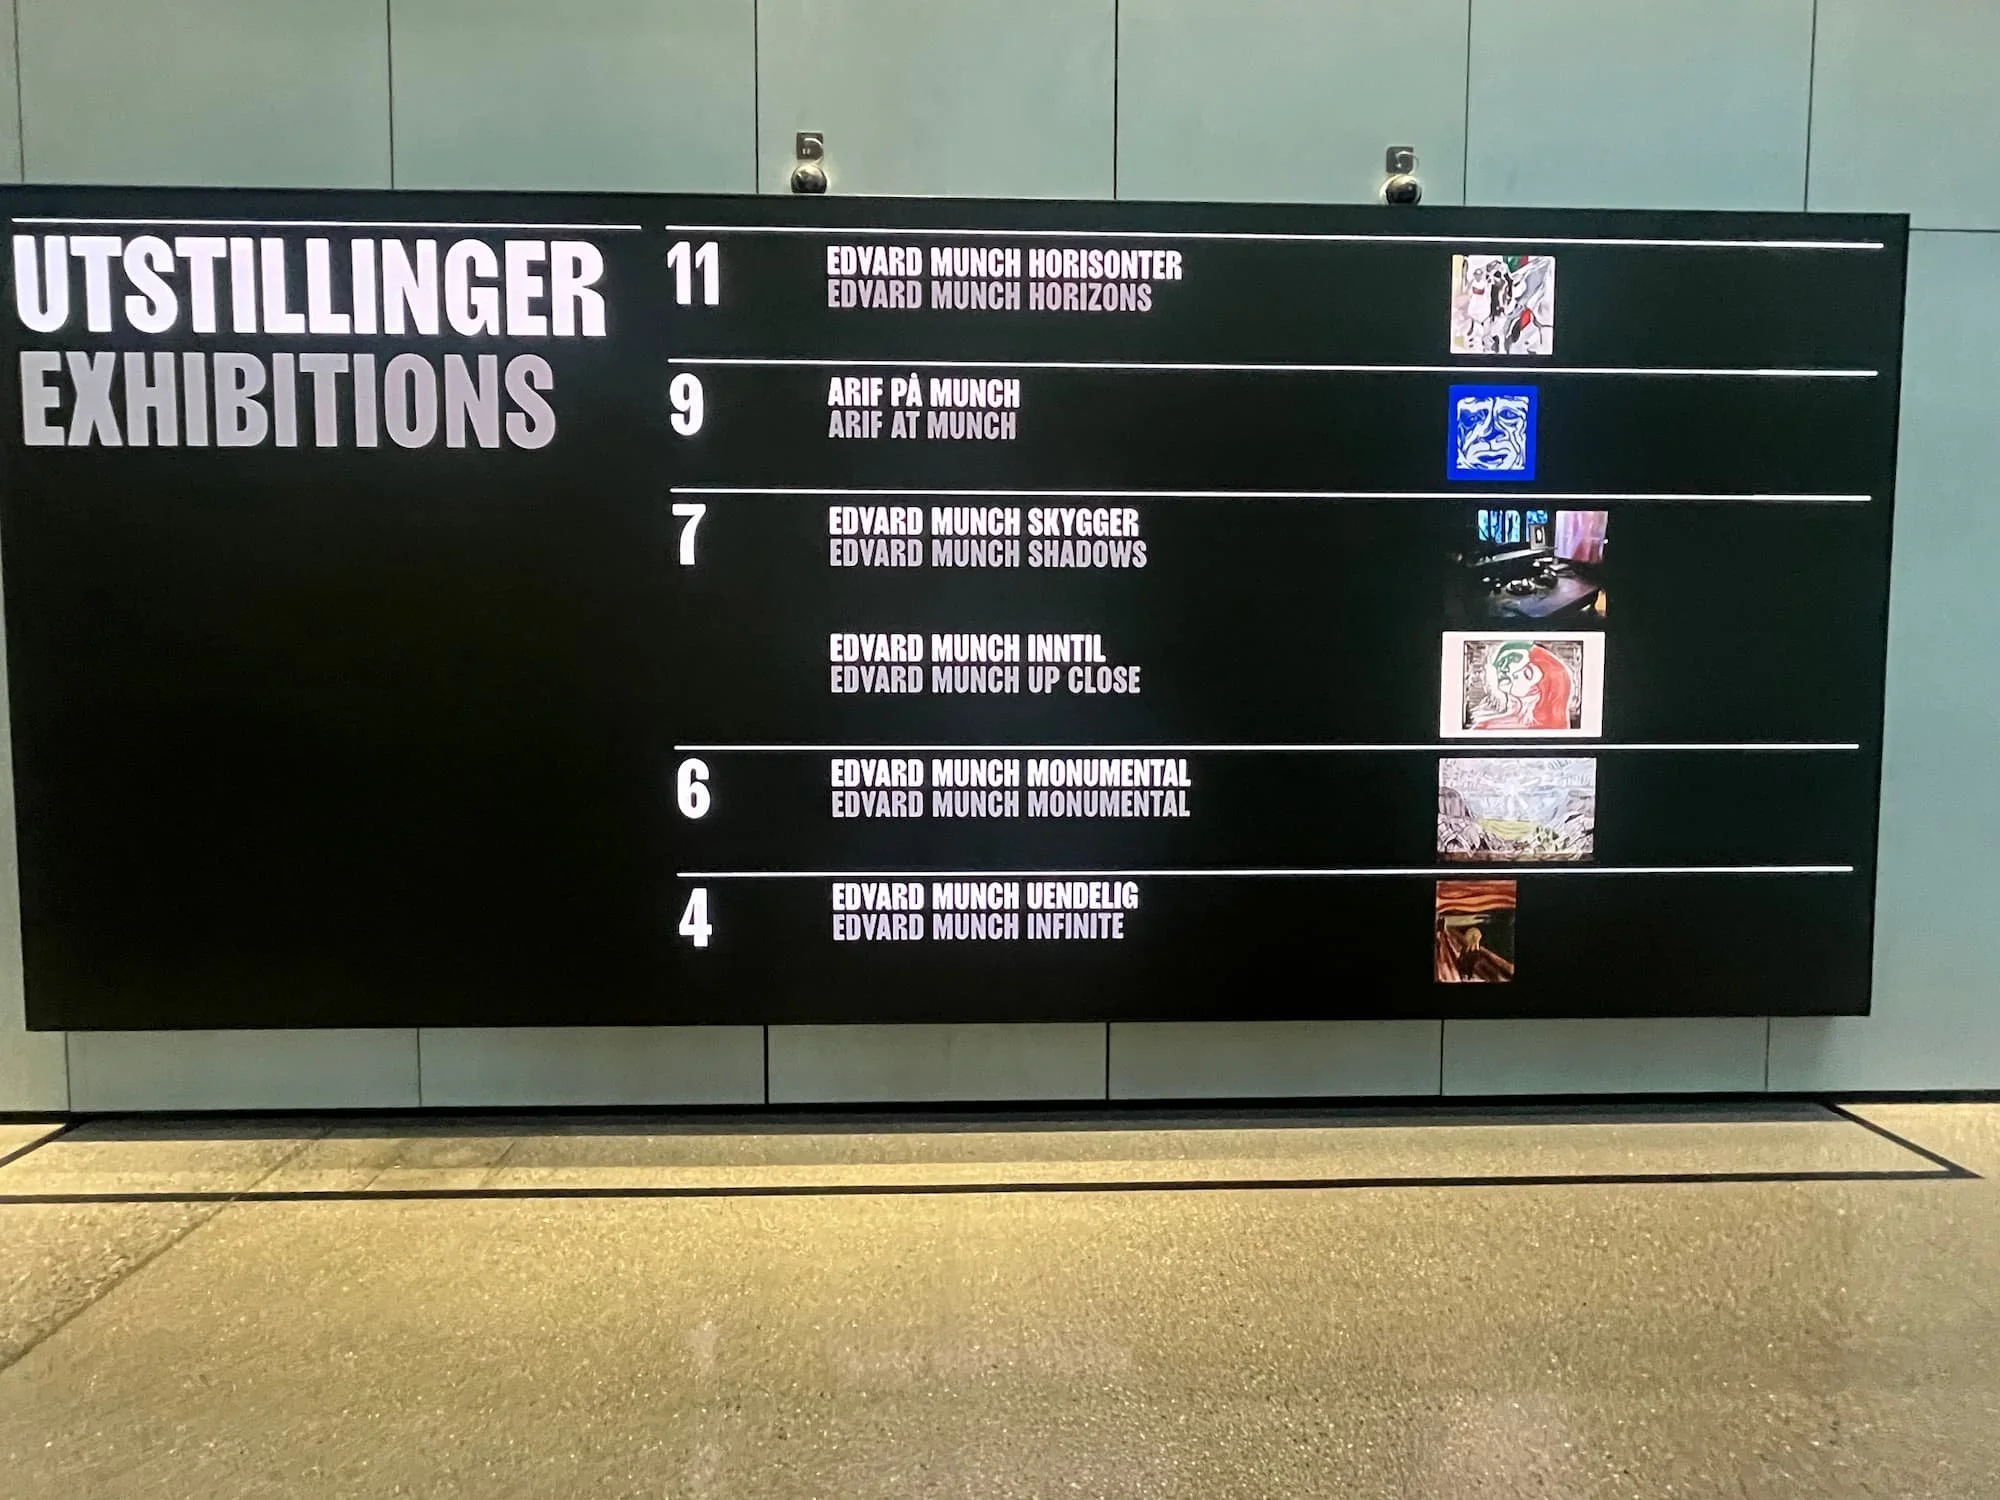 UTSTILLINGER
EXHIBITIONS
11
EDVARD MUNCH HORISONTER
EDVARD MUNCH HORIZONS
9
ARIF PÅ MUNCH
ARIF AT MUNCH
7
EDVARD MUNCH SKYGGER
EDVARD MUNCH SHADOWS
EDVARD MUNCH INNTIL
EDVARD MUNCH UP CLOSE
6
EDVARD MUNCH MONUMENTAL
EDVARD MUNCH MONUMENTAL
4
EDVARD MUNCH UENDELIG
EDVARD MUNCH INFINITE